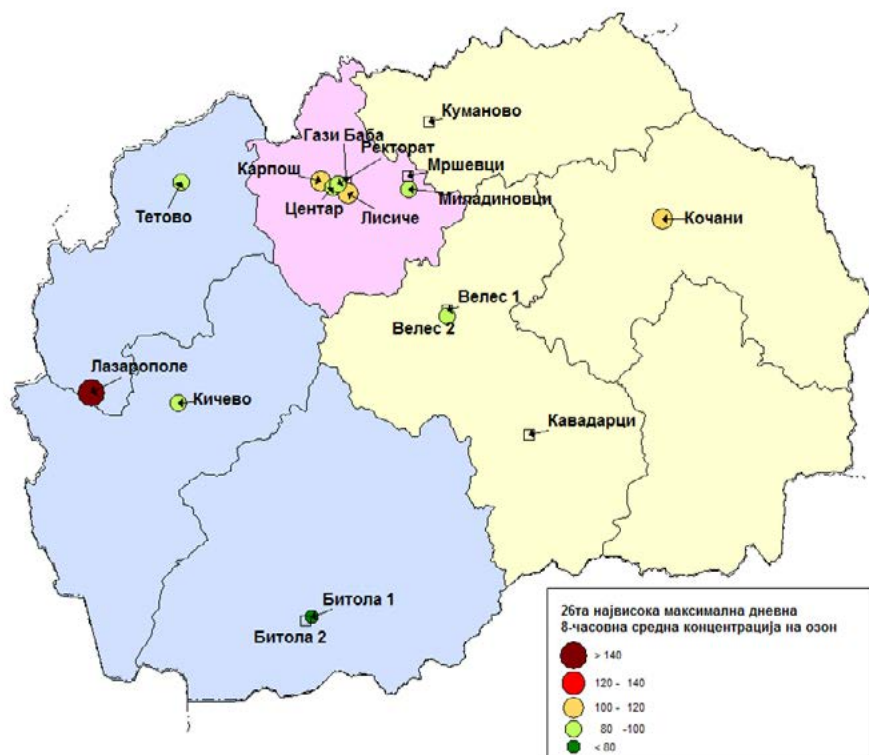 Куманово
Гази Баба
Ректорат
Карпош
Мршевци
Центар
Миладиновци
Лисиче
Тетово
Кочани
Велес 1
Велес 2
Лазарополе
Кичево
Кавадарци
Битола 1
Битола 2
26та највисока максимална дневна
8-часовна средна концентрација на озон
> 140
120 - 140
100 - 120
80 -100
< 80